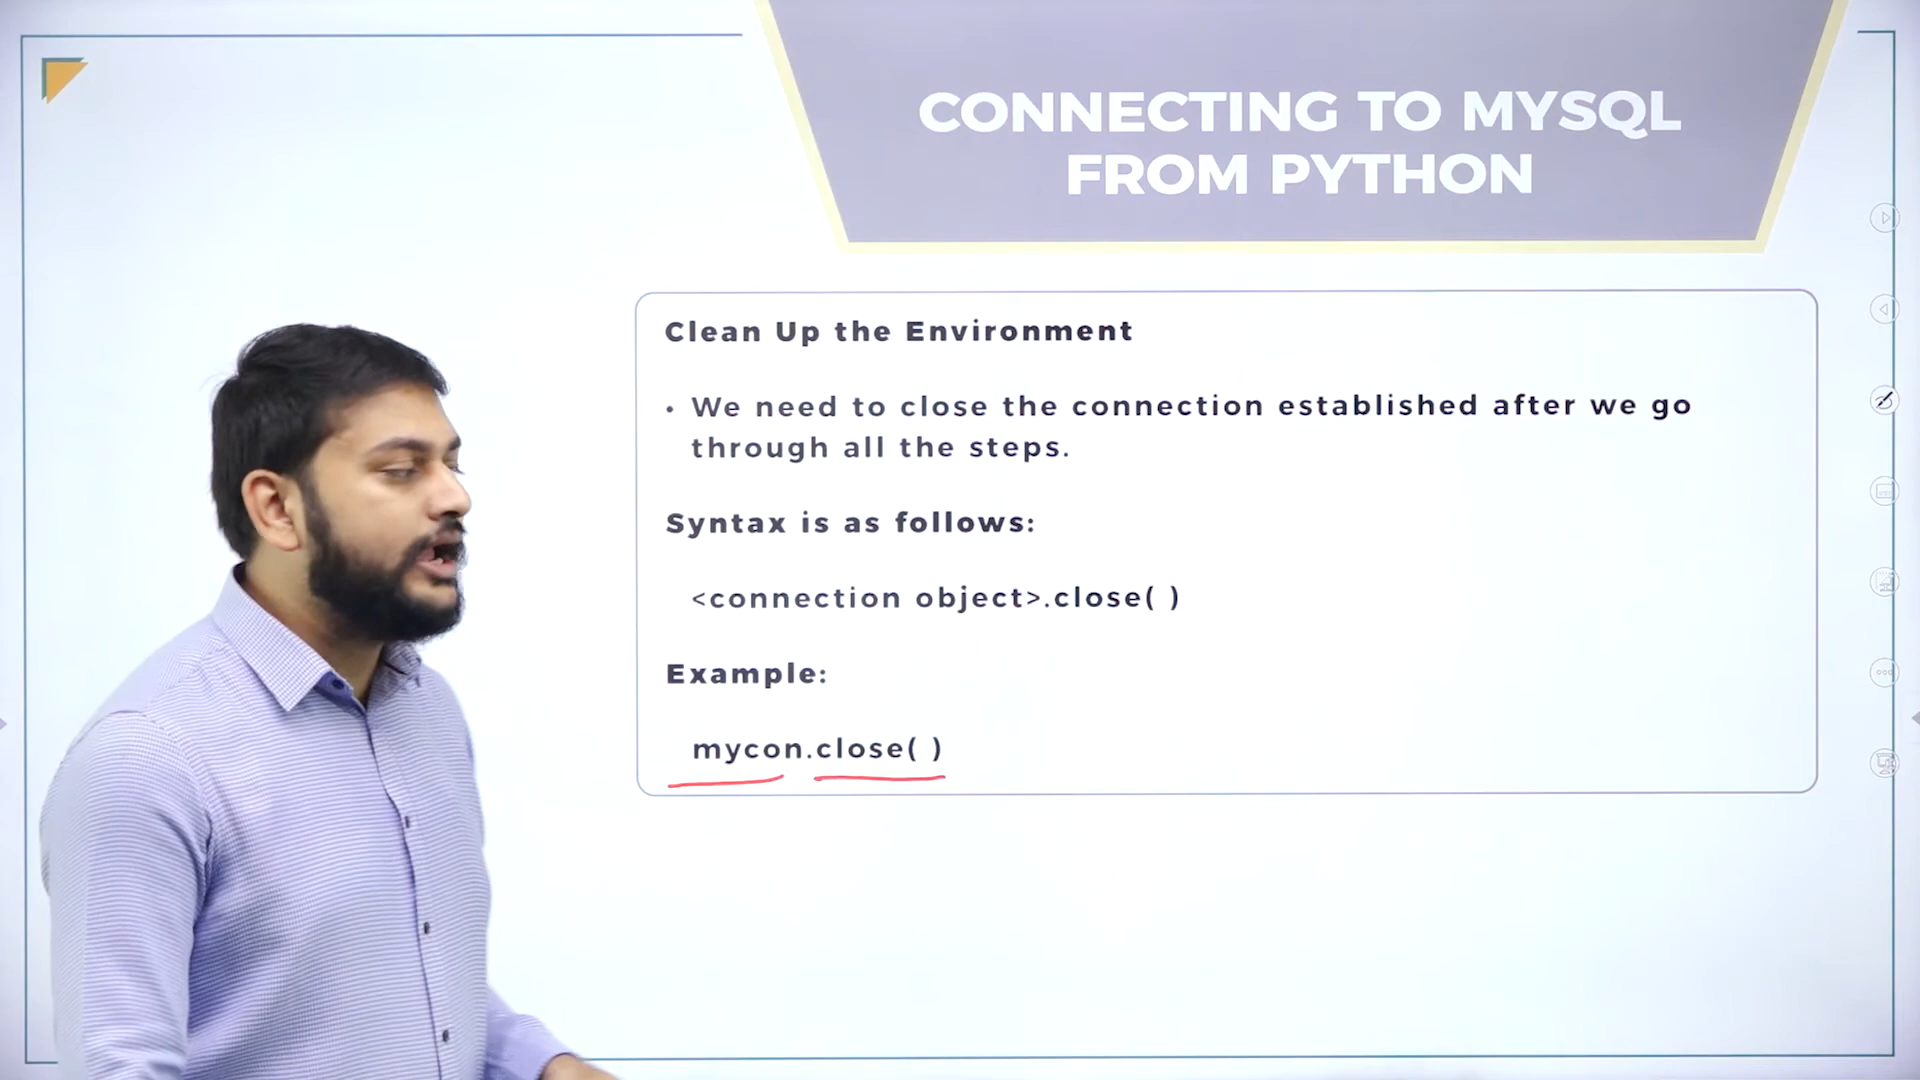 CONNECTING TO MYSQL
FROM PYTHON
Clean Up the Environment
• We need to close the connection established after we go
through all the steps.
Syntax is as follows:
<connection object>.close( )
Example:
mycon.close( )